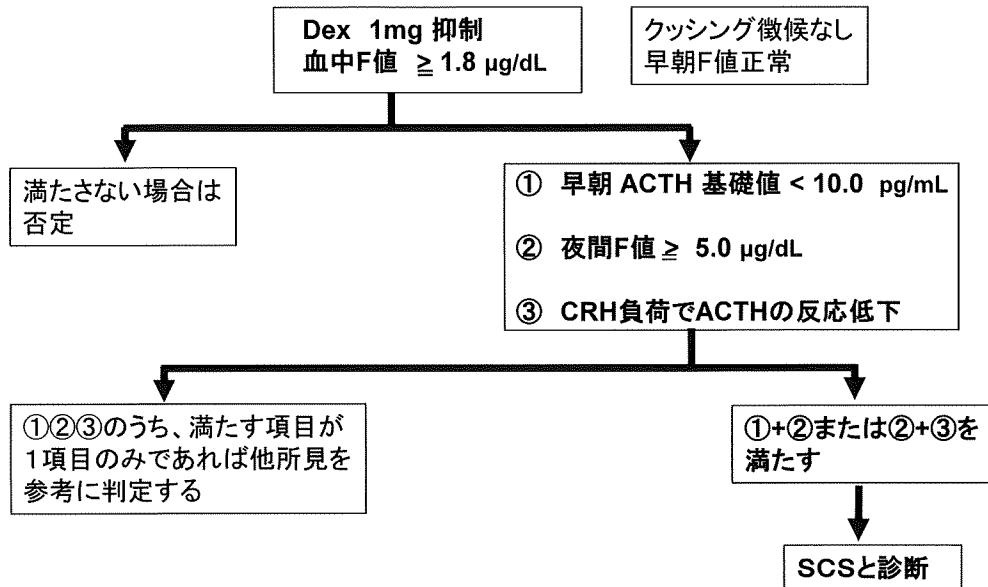 Dex 1mg 抑制
血中F値 ≧1.8 μg/dL
クッシング徴候なし
早朝F値正常
満たさない場合は
否定
① 早朝 ACTH 基礎値 < 10.0 pg/mL
② 夜間F値 ≧ 5.0 μg/dL
③ CRH負荷でACTHの反応低下
①②③のうち、満たす項目が
1項目のみであれば他所見を
参考に判定する
①+②または②+③を
満たす
SCSと診断